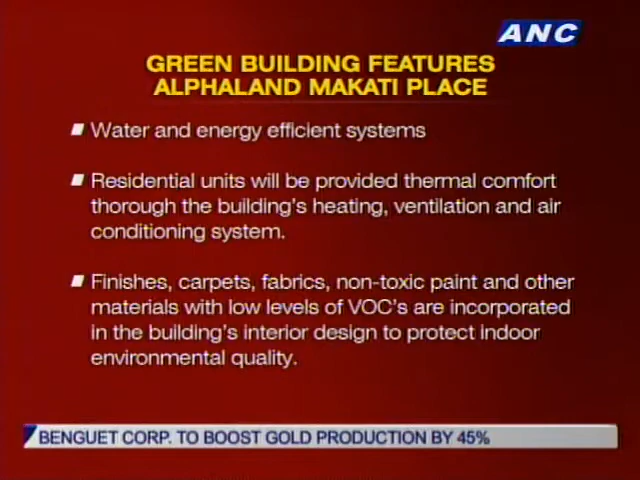 ANC
GREEN BUILDING FEATURES
ALPHALAND MAKATI PLACE
Water and energy efficient systems
Residential units will be provided thermal comfort
thorough the building's heating, ventilation and air
conditioning system.
Finishes, carpets, fabrics, non-toxic paint and other
materials with low levels of VOC's are incorporated
in the building's interior design to protect indoor
environmental quality.
BENGUET CORP. TO BOOST GOLD PRODUCTION BY 45%